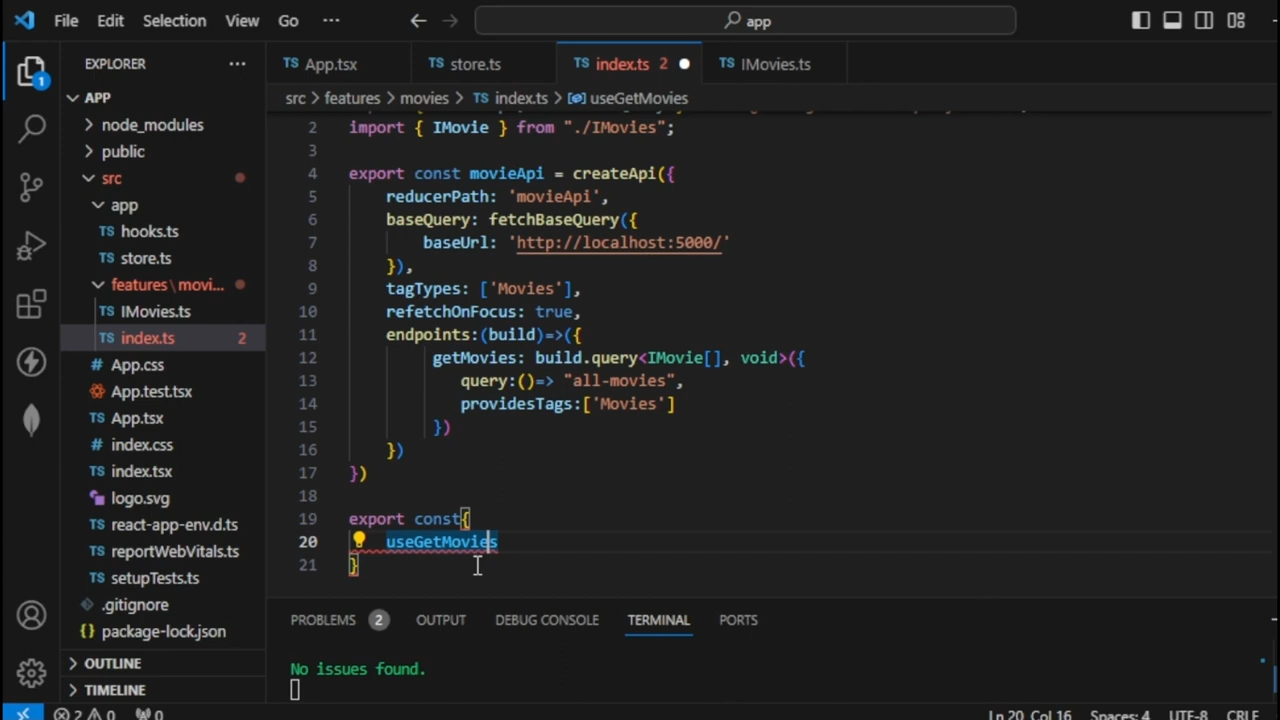 File Edit Selection View Go ··· app
EXPLORER ···
APP
node_modules
public
src
app
TS hooks.ts
TS store.ts
features\movi...
TS IMovies.ts
TS index.ts 2
# App.css
App.test.tsx
TS App.tsx
# index.css
TS index.tsx
logo.svg
TS react-app-env.d.ts
TS reportWebVitals.ts
TS setupTests.ts
.gitignore
{} package-lock.json
OUTLINE
TIMELINE
1
TS App.tsx TS store.ts TS index.ts 2 TS IMovies.ts
src > features > movies > TS index.ts > useGetMovies
2 import { IMovie } from "./IMovies";
3
4 export const movieApi = createApi({
5 reducerPath: 'movieApi',
6 baseQuery: fetchBaseQuery({
7 baseUrl: 'http://localhost:5000/'
8 }),
9 tagTypes: ['Movies'],
10 refetchOnFocus: true,
11 endpoints:(build)=>({
12 getMovies: build.query<IMovie[], void>({
13 query:()=> "all-movies",
14 providesTags:['Movies']
15 })
16 })
17 })
18
19 export const{
20 useGetMovies
21 }
PROBLEMS 2 OUTPUT DEBUG CONSOLE TERMINAL PORTS
No issues found.
2 0 0 Ln 20, Col 16 Spaces: 4 UTF-8 CRLF